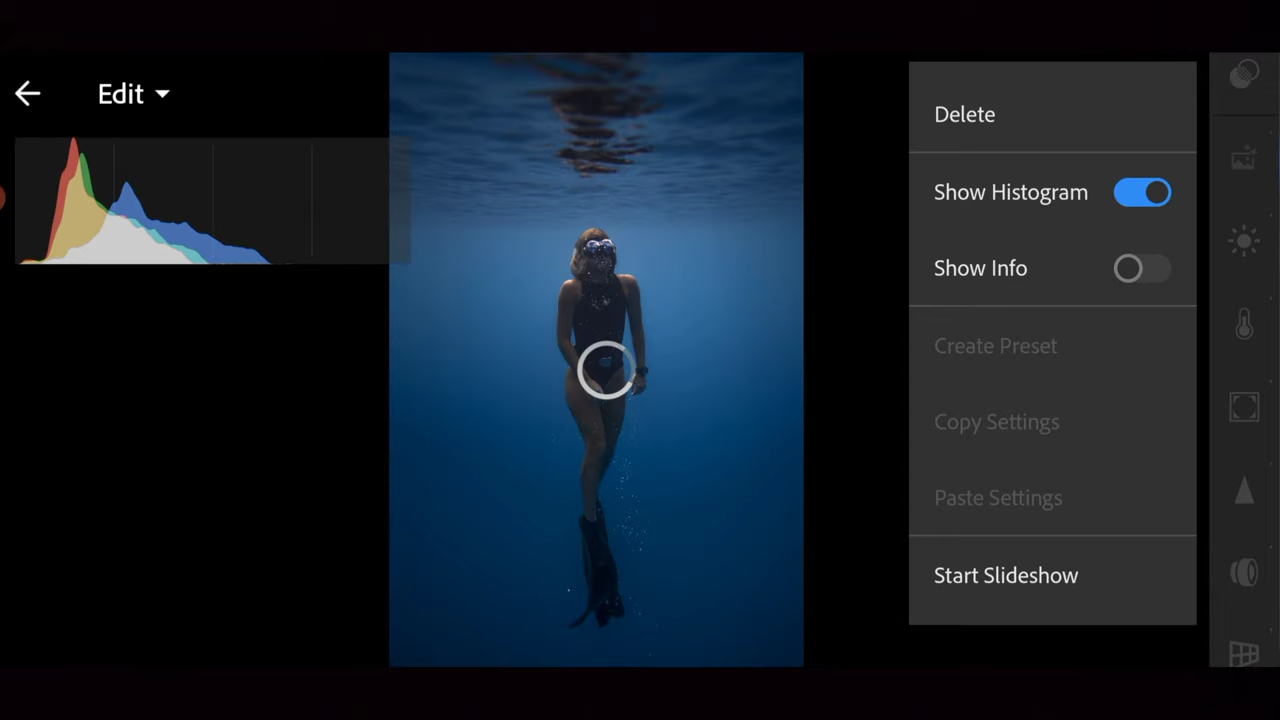 Edit
Delete
Show Histogram
Show Info
Create Preset
Copy Settings
Paste Settings
Start Slideshow